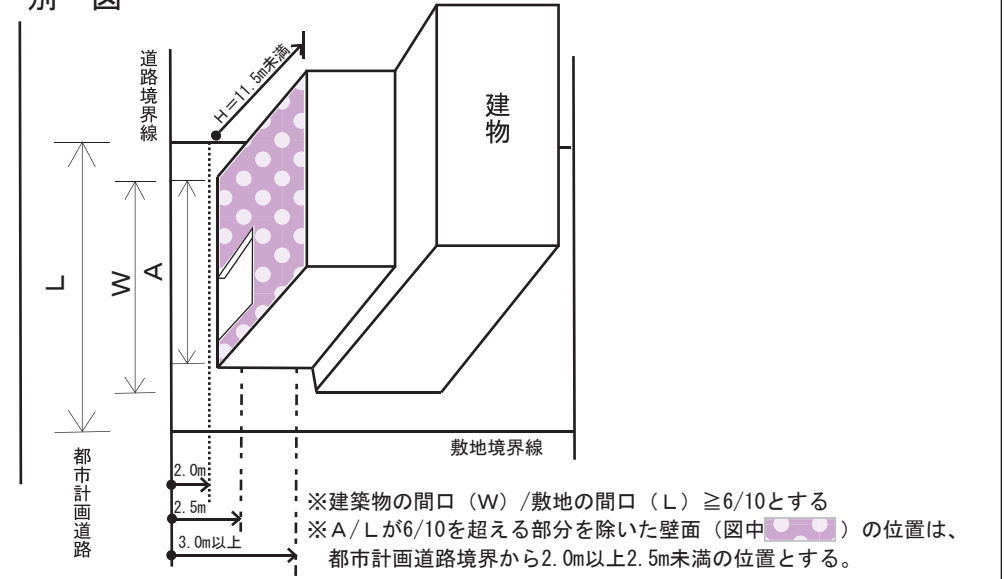 別　図
道路境界線
H＝11.5m未満
建物
L
W
A
敷地境界線
都市計画道路
2.0m
2.5m
3.0m以上
※建築物の間口（W）/敷地の間口（L）≧6/10とする
※A/Lが6/10を超える部分を除いた壁面（図中　　　）の位置は、
都市計画道路境界から2.0m以上2.5m未満の位置とする。